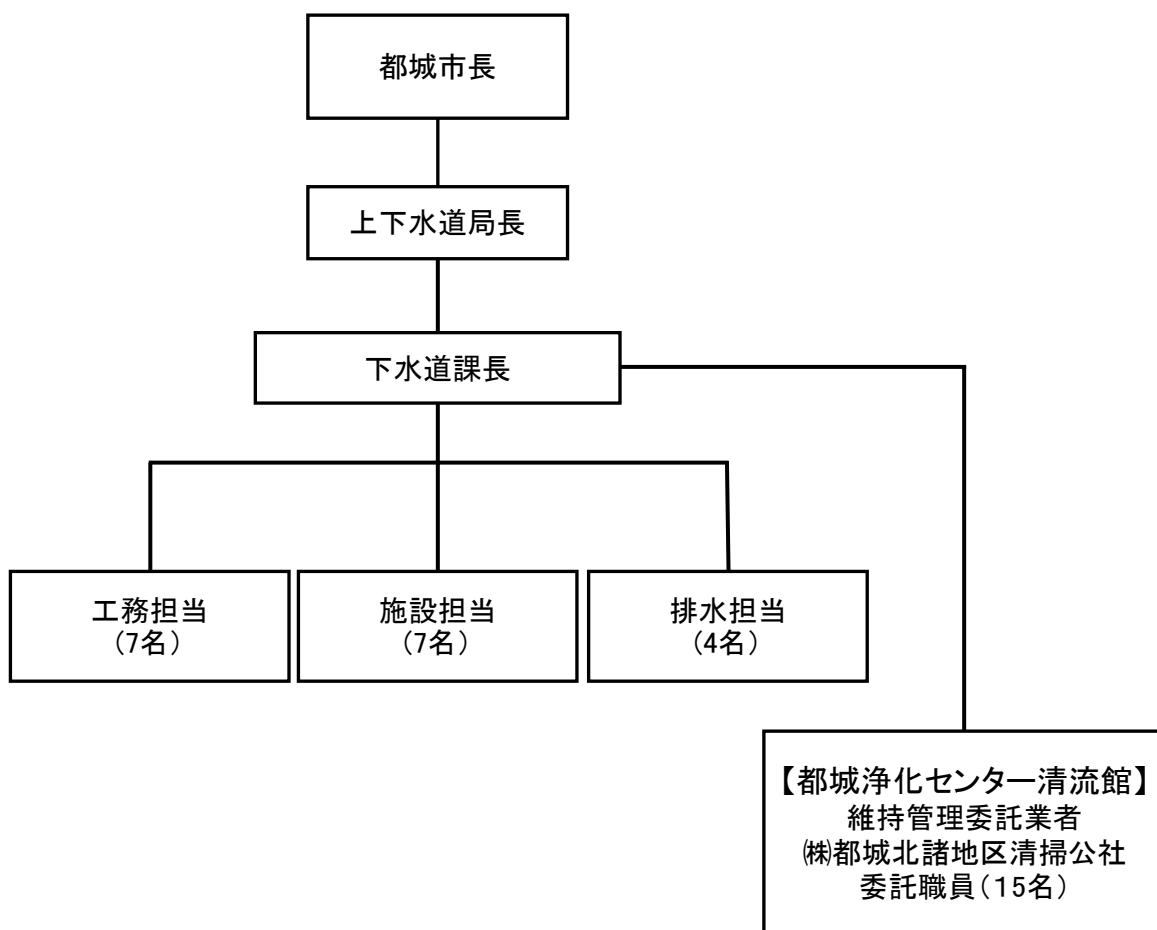 都城市長
上下水道局長
下水道課長
工務担当
(7名)
施設担当
(7名)
排水担当
(4名)
【都城浄化センター清流館】
維持管理委託業者
㈱都城北諸地区清掃公社
委託職員(15名)